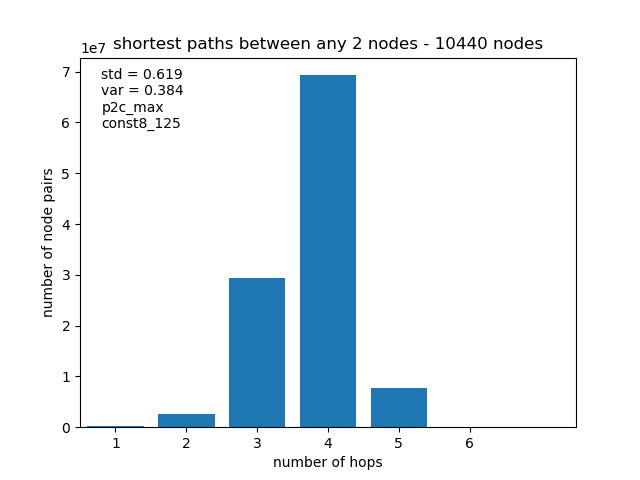 shortest paths between any 2 nodes - 10440 nodes
1e7
std = 0.619
var = 0.384
p2c_max
const8_125
7
6
5
4
3
2
1
0
number of node pairs
1 2 3 4 5 6
number of hops